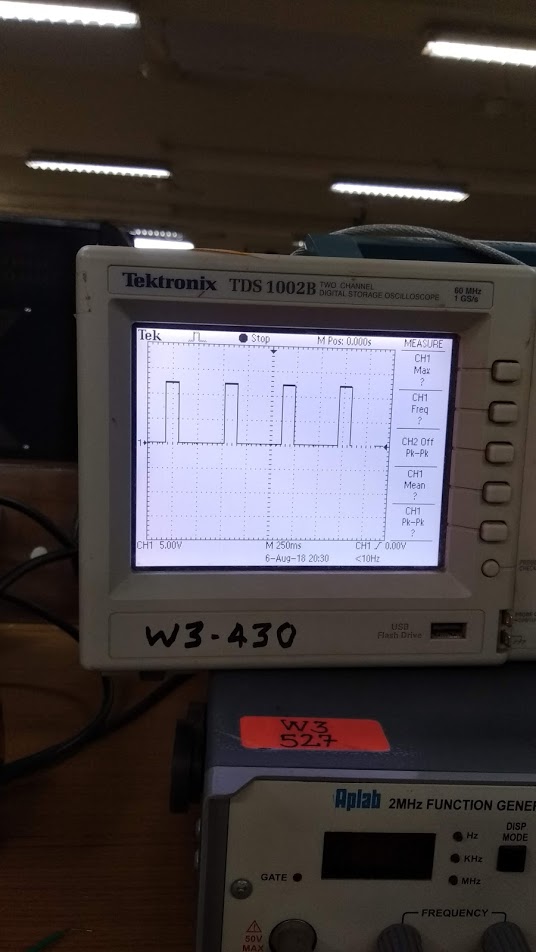 Tektronix TDS 1002B TWO CHANNEL DIGITAL STORAGE OSCILLOSCOPE 60 MHz 1 GS/s
Tek Stop M Pos: 0.000s MEASURE
CH1
Max
?
CH1
Freq
?
CH2 Off
Pk-Pk
CH1
Mean
?
CH1
Pk-Pk
?
1
CH1 5.00V M 250ms CH1 / 0.00V
6-Aug-18 20:30 <10Hz
W3-430
USB
Flash Drive
W3
527
Aplab 2MHz FUNCTION GENE
DISP
MODE
Hz
KHz
MHz
GATE
FREQUENCY
50V
MAX